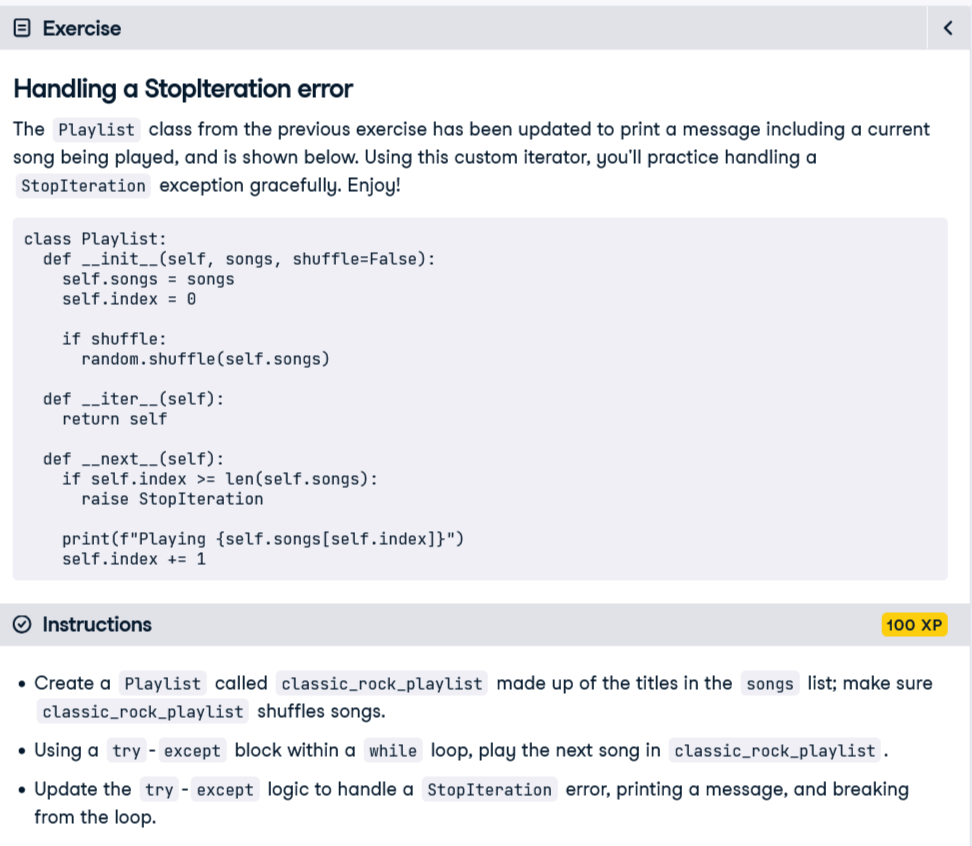 Exercise
Handling a StopIteration error
The Playlist class from the previous exercise has been updated to print a message including a current
song being played, and is shown below. Using this custom iterator, you'll practice handling a
StopIteration exception gracefully. Enjoy!
class Playlist:
  def __init__(self, songs, shuffle=False):
    self.songs = songs
    self.index = 0

    if shuffle:
      random.shuffle(self.songs)

  def __iter__(self):
    return self

  def __next__(self):
    if self.index >= len(self.songs):
      raise StopIteration

    print(f"Playing {self.songs[self.index]}")
    self.index += 1
Instructions
100 XP
• Create a Playlist called classic_rock_playlist made up of the titles in the songs list; make sure
classic_rock_playlist shuffles songs.
• Using a try - except block within a while loop, play the next song in classic_rock_playlist.
• Update the try - except logic to handle a StopIteration error, printing a message, and breaking
from the loop.